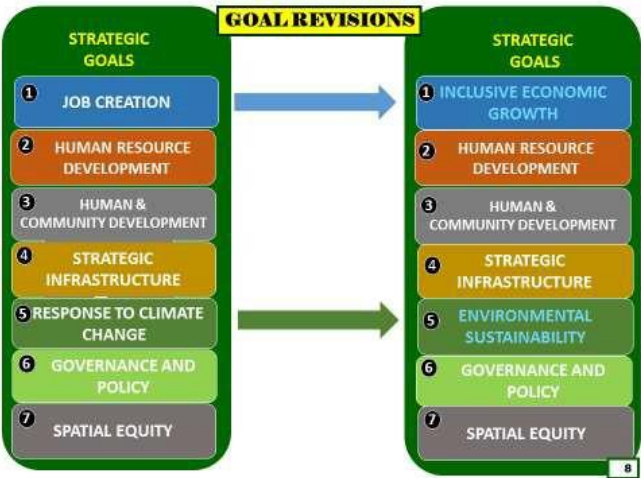 GOAL REVISIONS
STRATEGIC
GOALS
1 JOB CREATION
2 HUMAN RESOURCE
DEVELOPMENT
3 HUMAN &
COMMUNITY DEVELOPMENT
4 STRATEGIC
INFRASTRUCTURE
5 RESPONSE TO CLIMATE
CHANGE
6 GOVERNANCE AND
POLICY
7 SPATIAL EQUITY
STRATEGIC
GOALS
1 INCLUSIVE ECONOMIC
GROWTH
2 HUMAN RESOURCE
DEVELOPMENT
3 HUMAN &
COMMUNITY DEVELOPMENT
4 STRATEGIC
INFRASTRUCTURE
5 ENVIRONMENTAL
SUSTAINABILITY
6 GOVERNANCE AND
POLICY
7 SPATIAL EQUITY
8